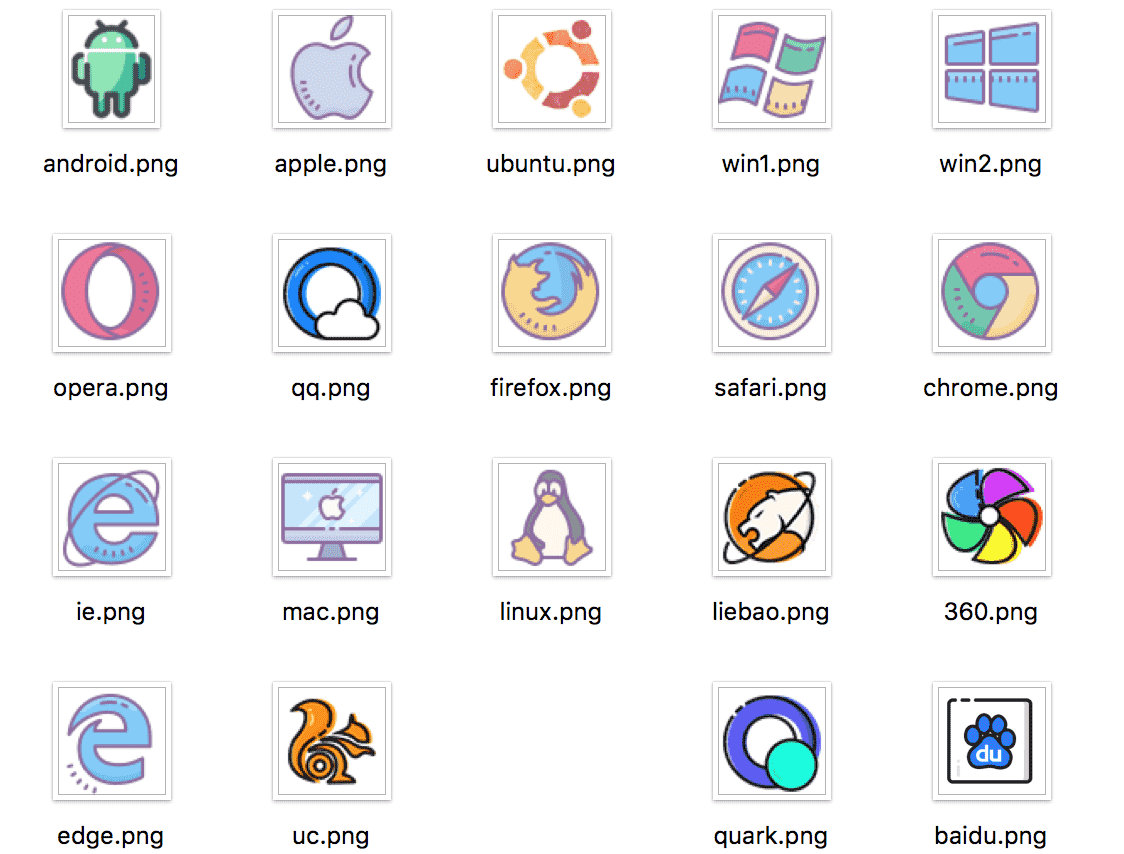 android.png
apple.png
ubuntu.png
win1.png
win2.png
opera.png
qq.png
firefox.png
safari.png
chrome.png
ie.png
mac.png
linux.png
liebao.png
360.png
edge.png
uc.png
quark.png
du
baidu.png